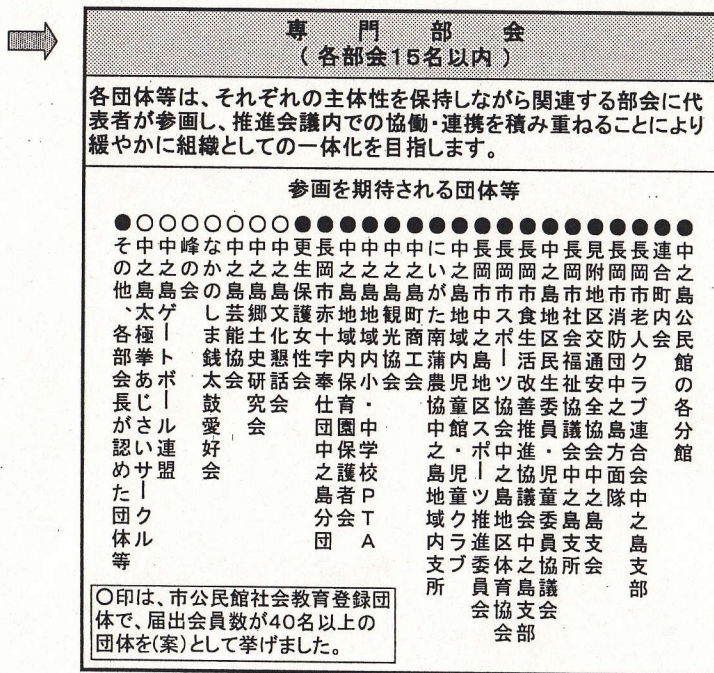 専門部会
(各部会15名以内)
各団体等は、それぞれの主体性を保持しながら関連する部会に代
表者が参画し、推進会議内での協働・連携を積み重ねることにより
緩やかに組織としての一体化を目指します。
参画を期待される団体等
●中之島公民館の各分館
●連合町内会
●長岡市老人クラブ連合会中之島支部
●長岡市消防団中之島方面隊
●見附地区交通安全協会中之島支会
●長岡市社会福祉協議会中之島支所
●中之島地区民生委員・児童委員協議会
●長岡市食生活改善推進協議会中之島支部
●長岡市スポーツ協会中之島地区体育協会
●長岡市中之島地区スポーツ推進委員会
●中之島地域内児童館・児童クラブ
●にいがた南蒲農協中之島地域内支所
●中之島町商工会
●中之島観光協会
●中之島地域内小・中学校PTA
●中之島地域内保育園保護者会
●長岡市赤十字奉仕団中之島分団
●更生保護女性会
○中之島文化懇話会
○中之島郷土史研究会
○中之島芸能協会
○なかのしま銭太鼓愛好会
○峰の会
○中之島ゲートボール連盟
○中之島太極拳あじさいサークル
●その他、各部会長が認めた団体等
○印は、市公民館社会教育登録団
体で、届出会員数が40名以上の
団体を(案)として挙げました。